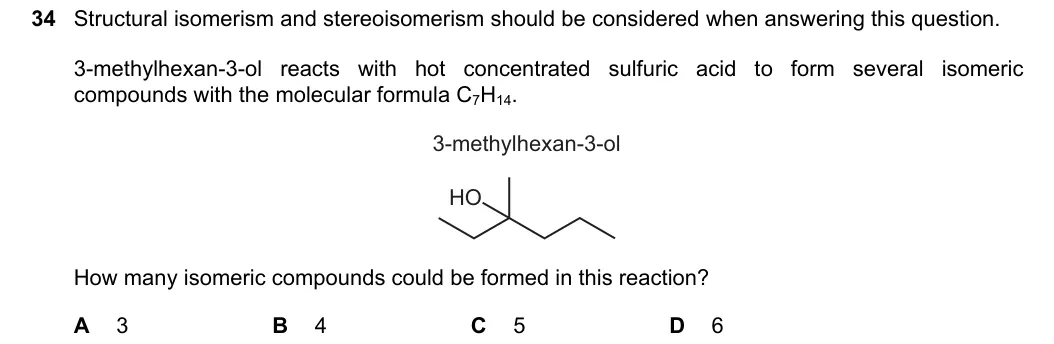 34 Structural isomerism and stereoisomerism should be considered when answering this question.
3-methylhexan-3-ol reacts with hot concentrated sulfuric acid to form several isomeric
compounds with the molecular formula C₇H₁₄.
3-methylhexan-3-ol
HO
How many isomeric compounds could be formed in this reaction?
A 3 B 4 C 5 D 6